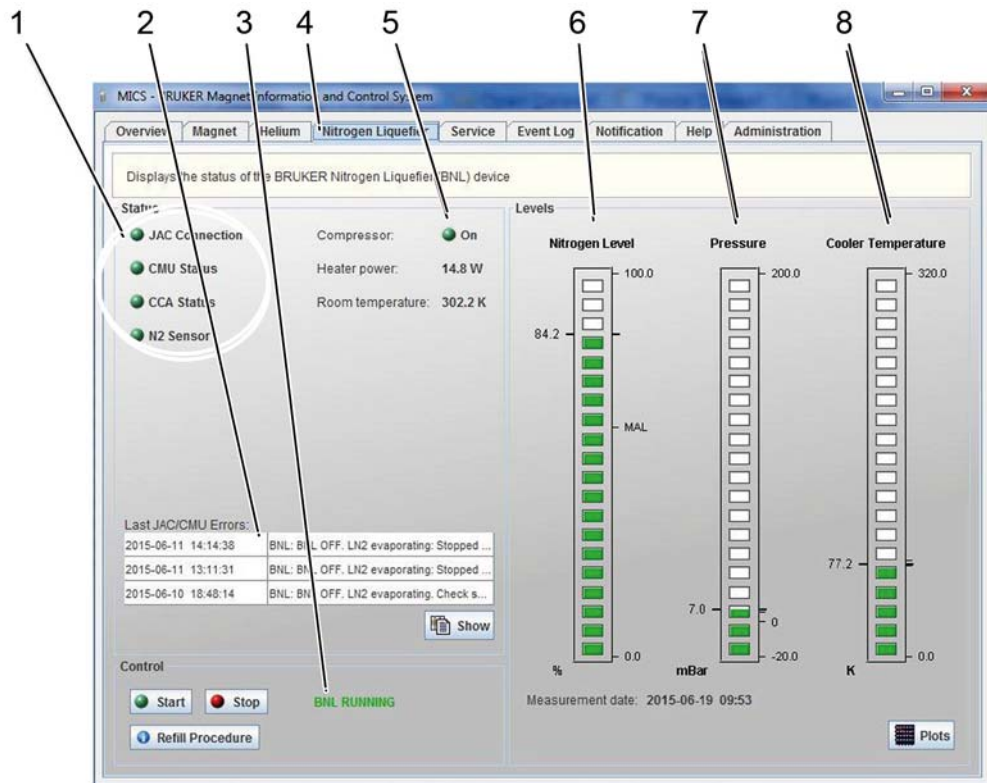 1 2 3 4 5 6 7 8
MICS - BRUKER Magnet Information and Control System
Overview Magnet Helium Nitrogen Liquefier Service Event Log Notification Help Administration
Displays the status of the BRUKER Nitrogen Liquefier (BNL) device
Status
JAC Connection Compressor: On
CMU Status Heater power: 14.8 W
CCA Status Room temperature: 302.2 K
N2 Sensor
Last JAC/CMU Errors:
2015-06-11 14:14:38 BNL: BNL OFF. LN2 evaporating: Stopped ...
2015-06-11 13:11:31 BNL: BNL OFF. LN2 evaporating: Stopped ...
2015-06-10 18:48:14 BNL: BNL OFF. LN2 evaporating. Check s...
Show
Control
Start Stop BNL RUNNING
Refill Procedure
Levels
Nitrogen Level Pressure Cooler Temperature
100.0 200.0 320.0
84.2
MAL
77.2
7.0
0
0.0 -20.0 0.0
% mBar K
Measurement date: 2015-06-19 09:53
Plots